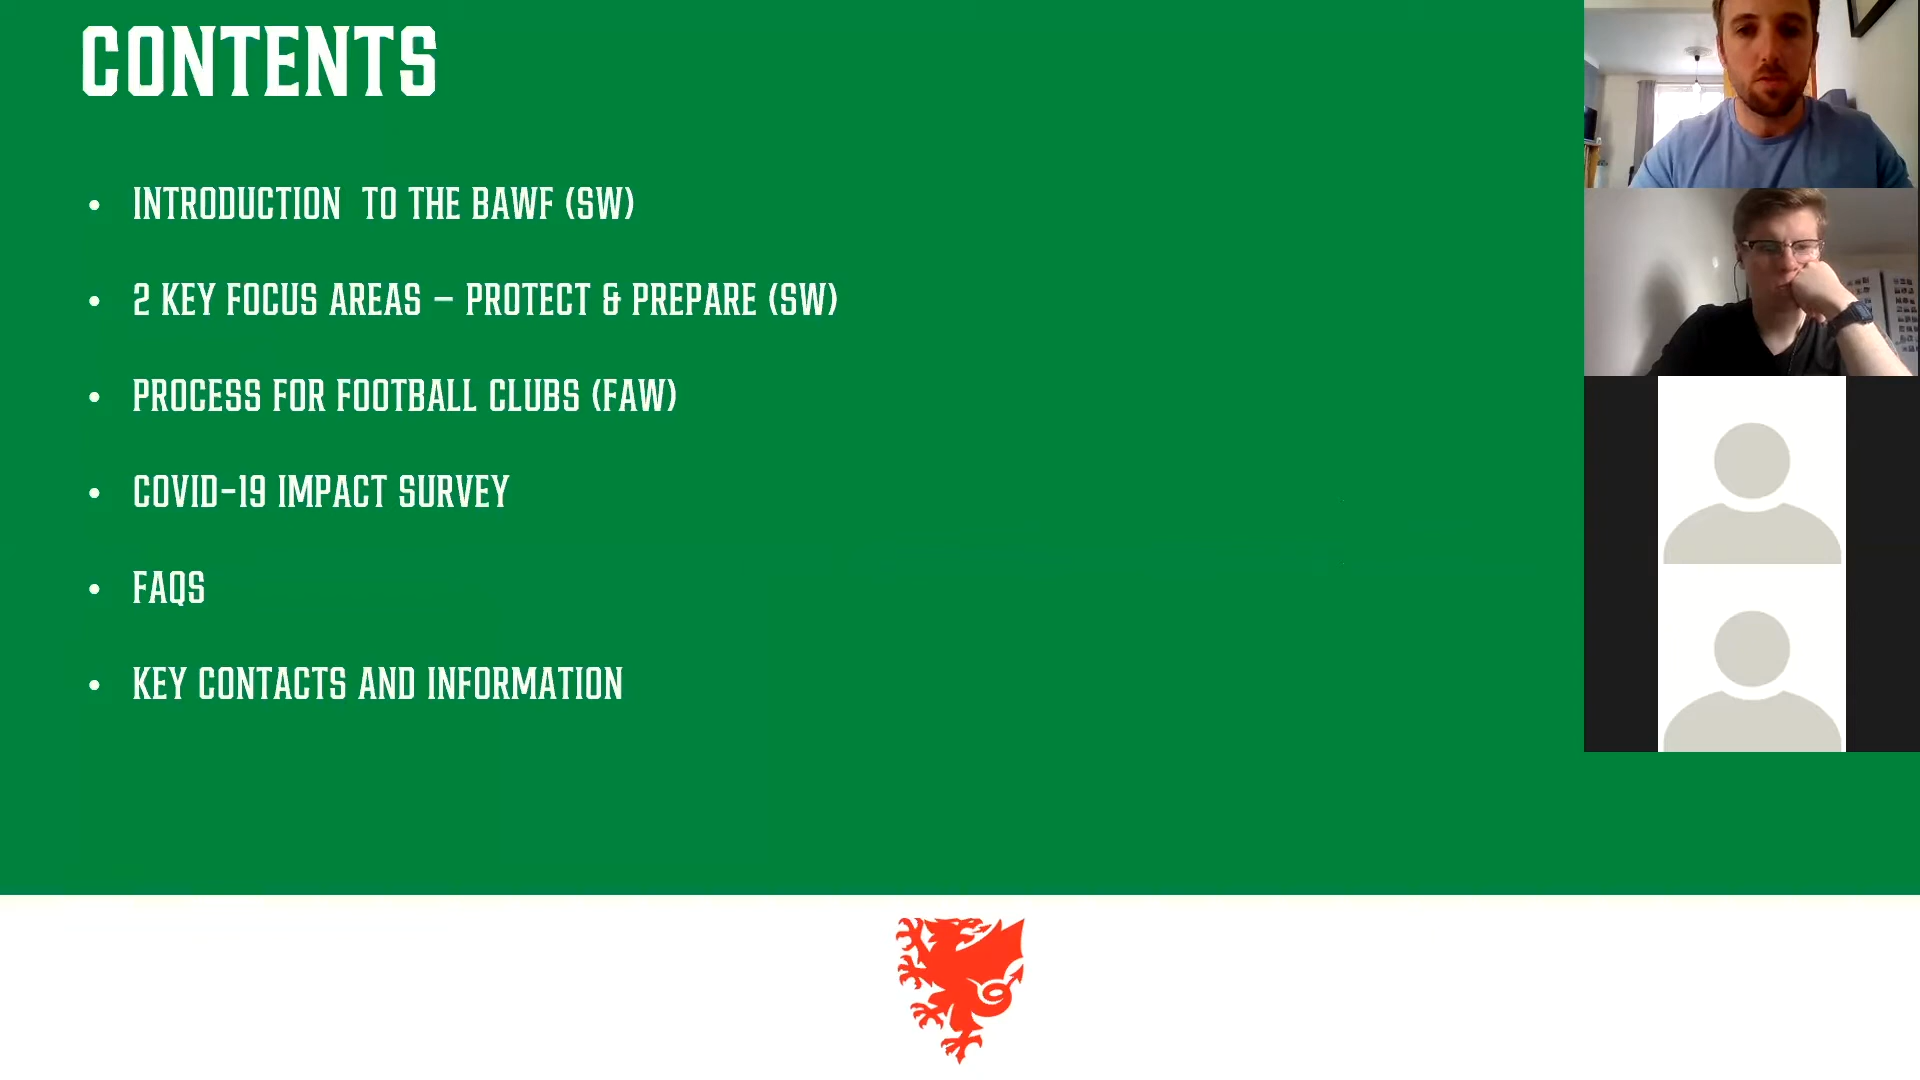 CONTENTS
• INTRODUCTION TO THE BAWF (SW)
• 2 KEY FOCUS AREAS – PROTECT & PREPARE (SW)
• PROCESS FOR FOOTBALL CLUBS (FAW)
• COVID-19 IMPACT SURVEY
• FAQS
• KEY CONTACTS AND INFORMATION